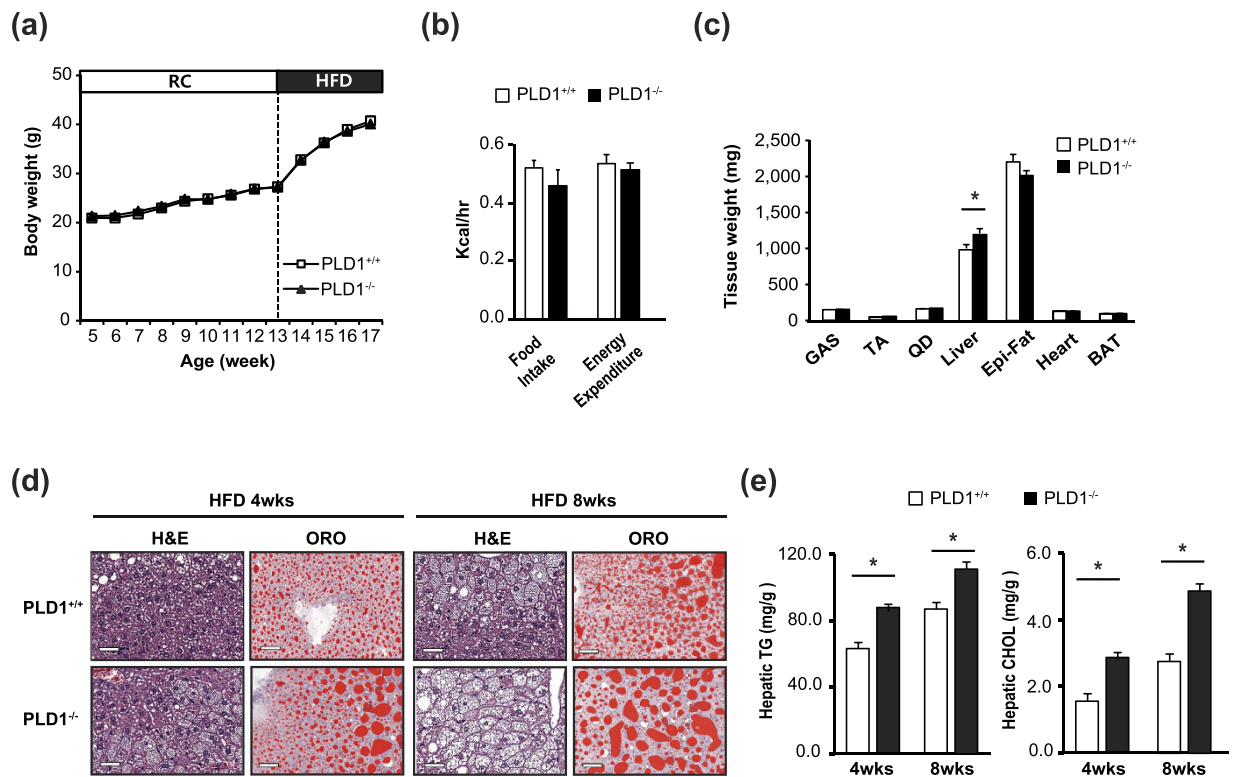 (a)
50
40
30
20
10
0
Body weight (g)
RC
HFD
PLD1+/+
PLD1-/-
5 6 7 8 9 10 11 12 13 14 15 16 17
Age (week)
(b)
PLD1+/+ PLD1-/-
0.6
0.4
0.2
0.0
Kcal/hr
Food Intake
Energy Expenditure
(c)
2,500
2,000
1,500
1,000
500
0
Tissue weight (mg)
PLD1+/+
PLD1-/-
*
GAS TA QD Liver Epi-Fat Heart BAT
(d)
HFD 4wks HFD 8wks
H&E ORO H&E ORO
PLD1+/+
PLD1-/-
(e)
PLD1+/+ PLD1-/-
120.0
80.0
40.0
0.0
Hepatic TG (mg/g)
* *
4wks 8wks
6.0
4.0
2.0
0.0
Hepatic CHOL (mg/g)
* *
4wks 8wks